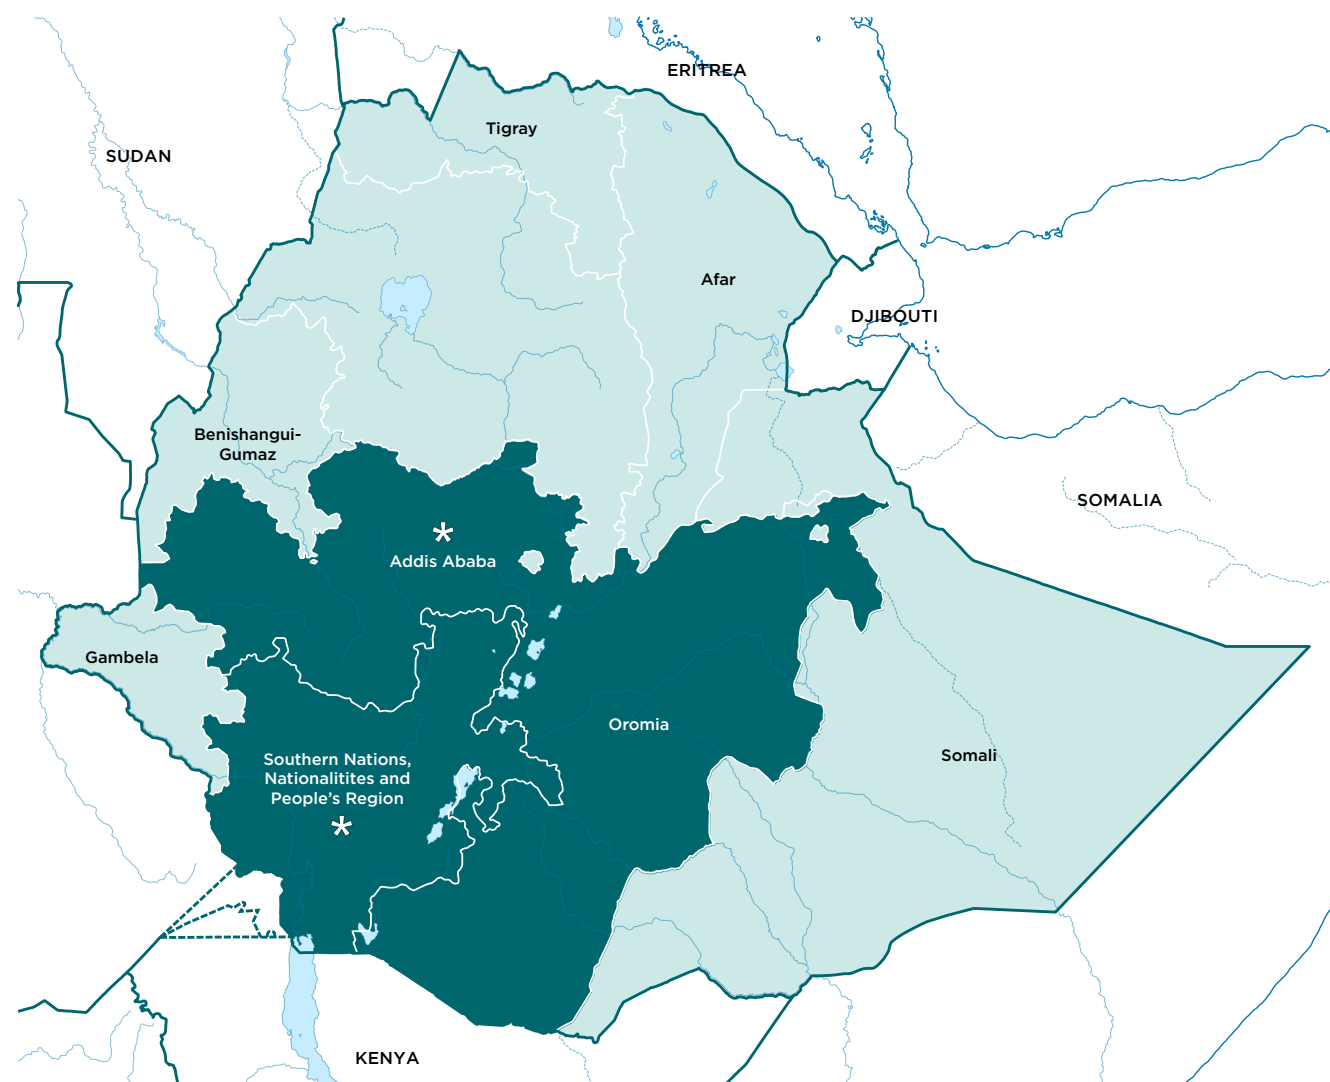 ERITREA
Tigray
SUDAN
Afar
DJIBOUTI
Benishangui-
Gumaz
SOMALIA
*
Addis Ababa
Gambela
Oromia
Somali
Southern Nations,
Nationalitites and
People's Region
*
KENYA